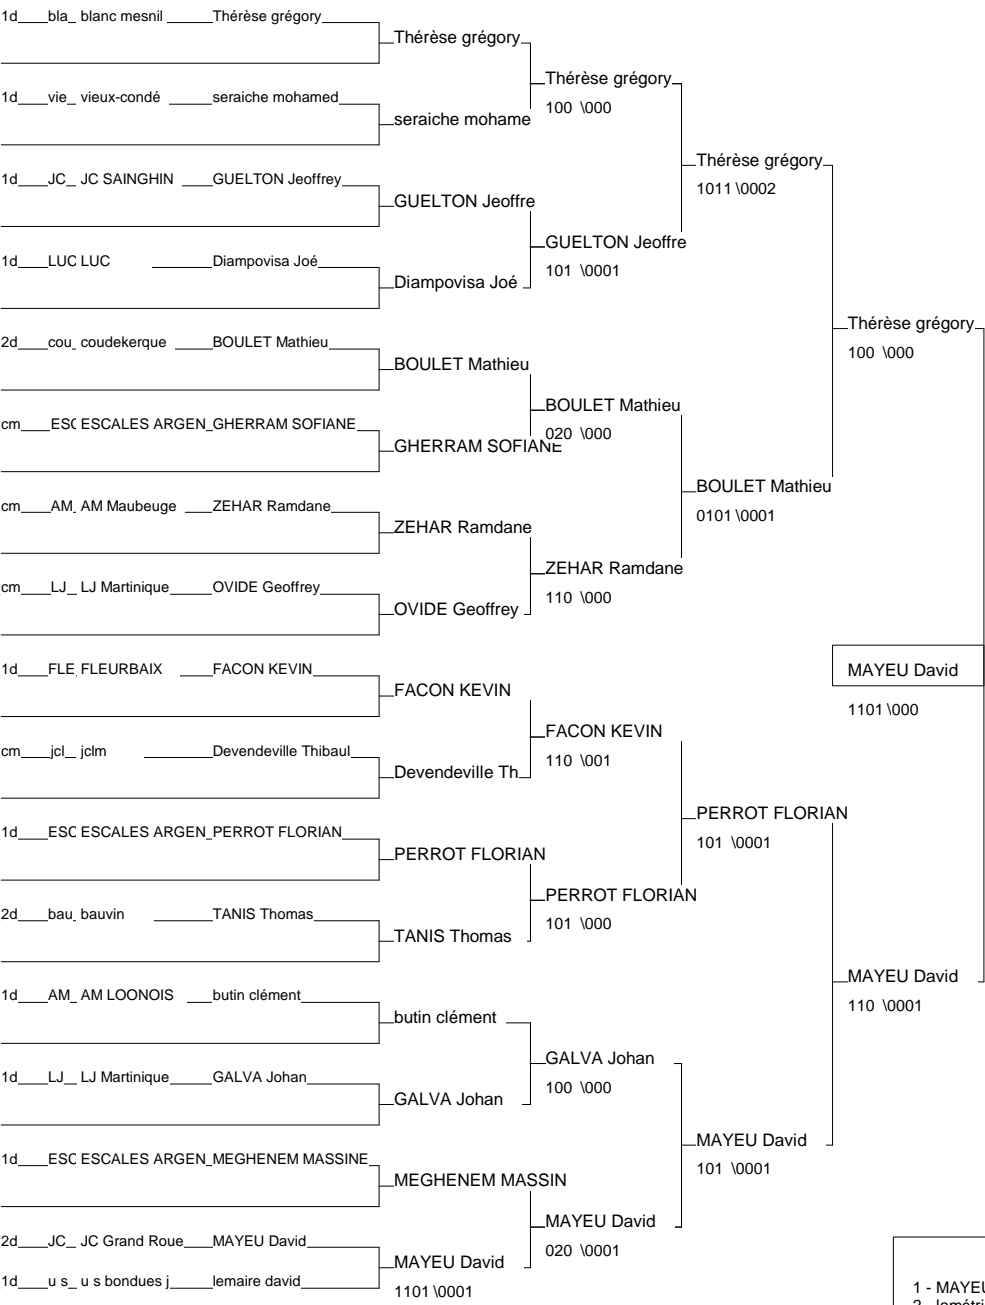 1d bla blanc mesnil Thérèse grégory
Thérèse grégory
Thérèse grégory
100 \000
1d vie vieux-condé seraiche mohamed
seraiche mohame
Thérèse grégory
1011 \0002
1d JC JC SAINGHIN GUELTON Jeoffrey
GUELTON Jeoffre
GUELTON Jeoffre
101 \0001
1d LUC LUC Diampovisa Joé
Diampovisa Joé
Thérèse grégory
100 \000
2d cou coudekerque BOULET Mathieu
BOULET Mathieu
BOULET Mathieu
020 \000
cm ESC ESCALES ARGEN GHERRAM SOFIANE
GHERRAM SOFIANE
BOULET Mathieu
0101 \0001
cm AM AM Maubeuge ZEHAR Ramdane
ZEHAR Ramdane
ZEHAR Ramdane
110 \000
cm LJ LJ Martinique OVIDE Geoffrey
OVIDE Geoffrey
MAYEU David
1101 \000
1d FLE FLEURBAIX FACON KEVIN
FACON KEVIN
FACON KEVIN
110 \001
cm jcl jclm Devendeville Thibaul
Devendeville Th
PERROT FLORIAN
101 \0001
1d ESC ESCALES ARGEN PERROT FLORIAN
PERROT FLORIAN
PERROT FLORIAN
101 \000
2d bau bauvin TANIS Thomas
TANIS Thomas
MAYEU David
110 \0001
1d AM AM LOONOIS butin clément
butin clément
GALVA Johan
100 \000
1d LJ LJ Martinique GALVA Johan
GALVA Johan
MAYEU David
101 \0001
1d ESC ESCALES ARGEN MEGHENEM MASSINE
MEGHENEM MASSIN
MAYEU David
020 \0001
2d JC JC Grand Roue MAYEU David
MAYEU David
1101 \0001
1d u s u s bondues j lemaire david
1 - MAYEU